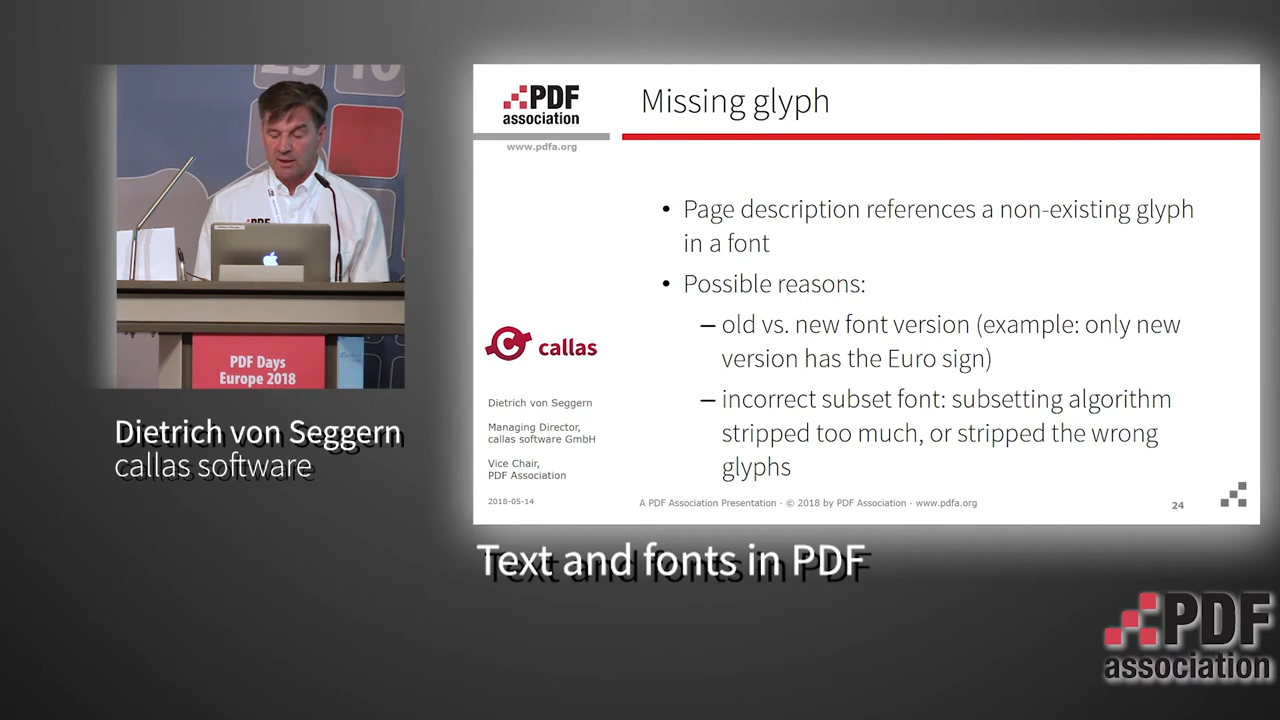 PDF
association
www.pdfa.org
Missing glyph
• Page description references a non-existing glyph
in a font
• Possible reasons:
– old vs. new font version (example: only new
version has the Euro sign)
– incorrect subset font: subsetting algorithm
stripped too much, or stripped the wrong
glyphs
callas
Dietrich von Seggern
Managing Director,
callas software GmbH
Vice Chair,
PDF Association
2018-05-14
A PDF Association Presentation · © 2018 by PDF Association · www.pdfa.org
24
PDF
PDF Days
Europe 2018
Dietrich von Seggern
callas software
Text and fonts in PDF
PDF
association